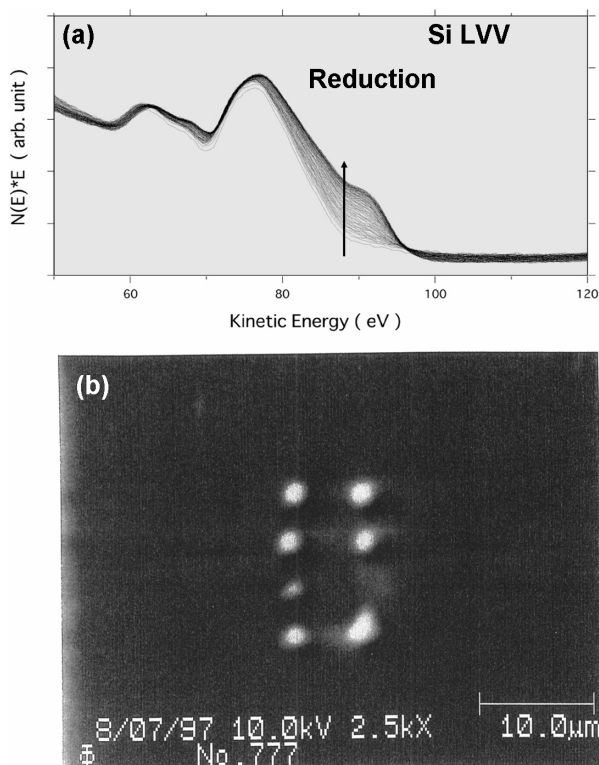 (a)
Si LVV
Reduction
N(E)*E ( arb. unit )
60
80
100
120
Kinetic Energy ( eV )
(b)
10.0μm
8/07/97 10.0kV 2.5kX
No.777